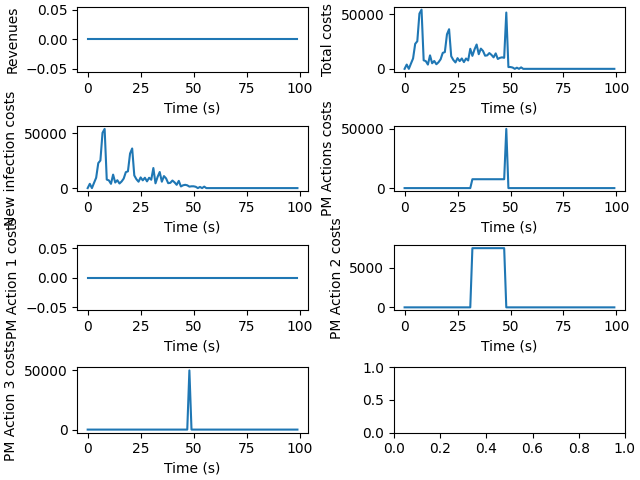 Revenues
0.05
0.00
−0.05
0 25 50 75 100
Time (s)
Total costs
50000
0
0 25 50 75 100
Time (s)
New infection costs
50000
0
0 25 50 75 100
Time (s)
PM Actions costs
50000
0
0 25 50 75 100
Time (s)
PM Action 1 costs
0.05
0.00
−0.05
0 25 50 75 100
Time (s)
PM Action 2 costs
5000
0
0 25 50 75 100
Time (s)
PM Action 3 costs
50000
0
0 25 50 75 100
Time (s)
1.0
0.5
0.0
0.0 0.2 0.4 0.6 0.8 1.0